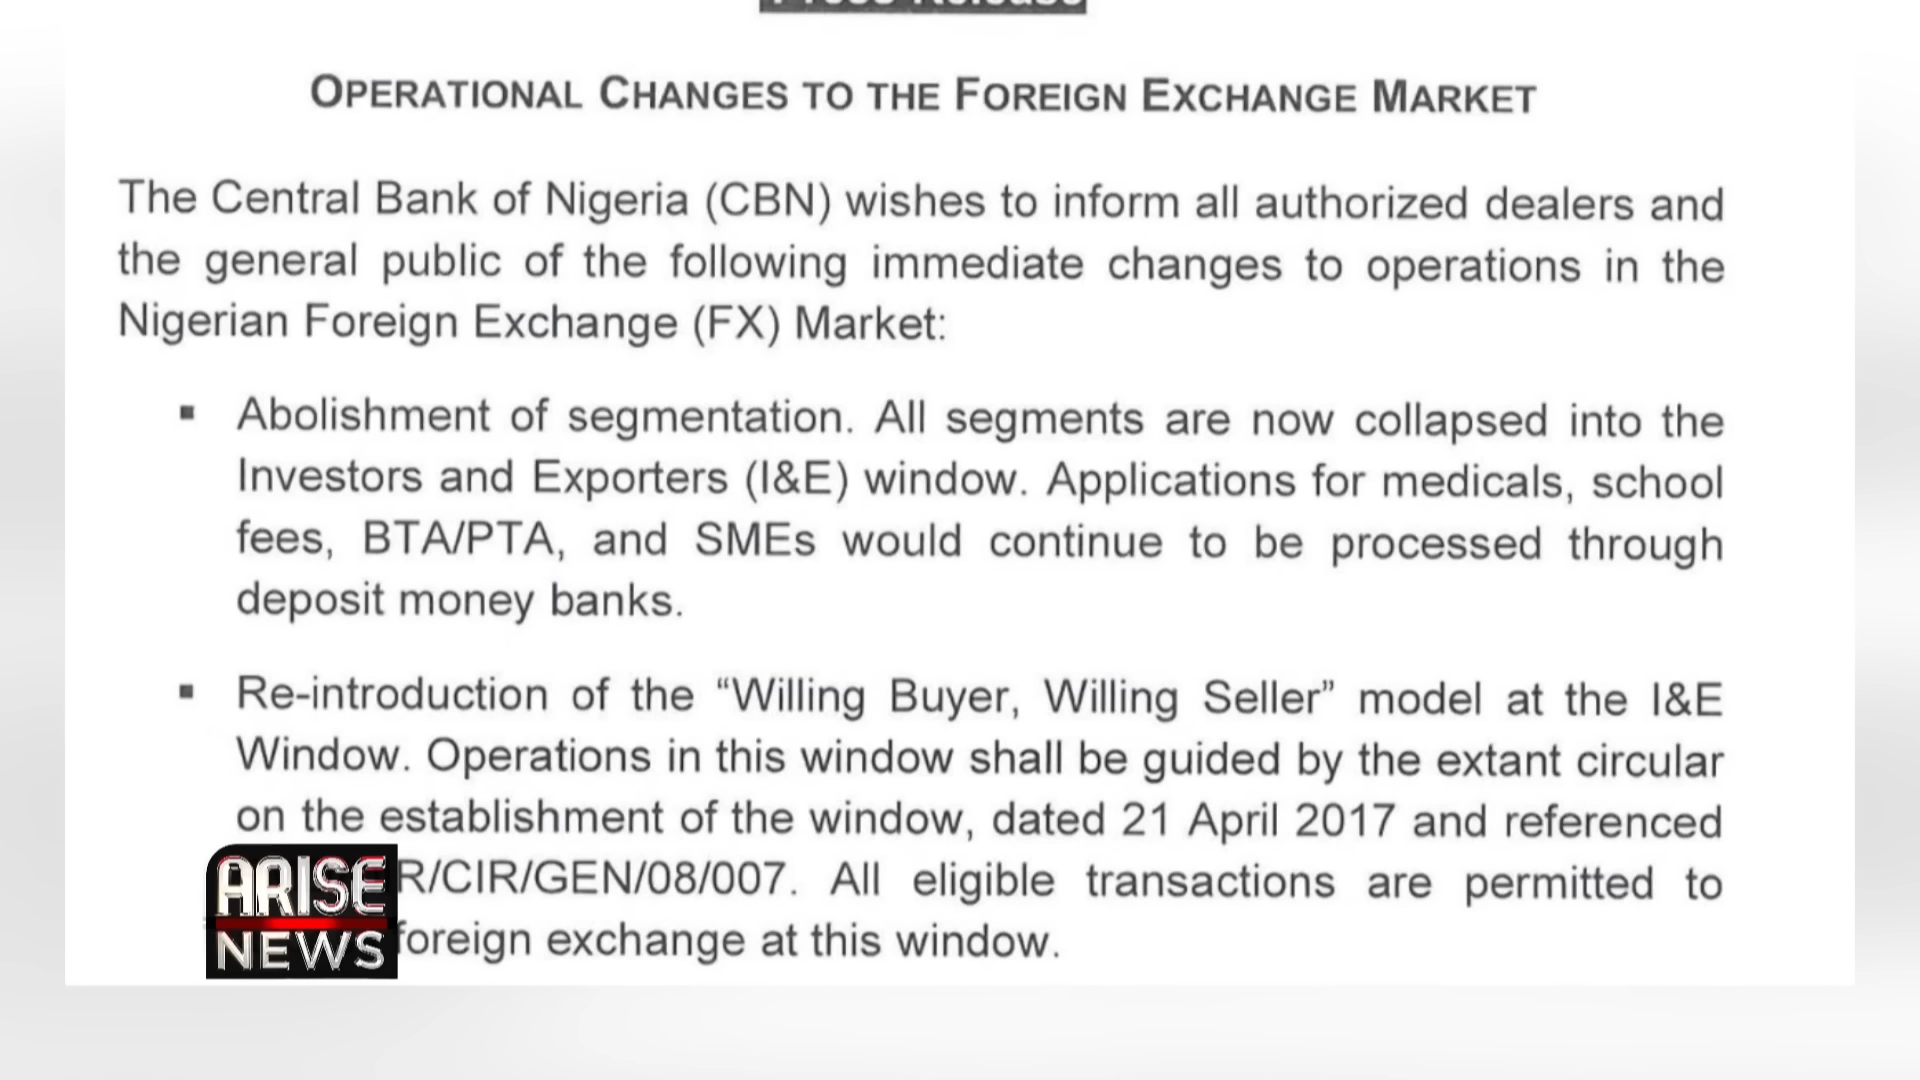 Press Release
OPERATIONAL CHANGES TO THE FOREIGN EXCHANGE MARKET
The Central Bank of Nigeria (CBN) wishes to inform all authorized dealers and
the general public of the following immediate changes to operations in the
Nigerian Foreign Exchange (FX) Market:
▪ Abolishment of segmentation. All segments are now collapsed into the
Investors and Exporters (I&E) window. Applications for medicals, school
fees, BTA/PTA, and SMEs would continue to be processed through
deposit money banks.
▪ Re-introduction of the “Willing Buyer, Willing Seller” model at the I&E
Window. Operations in this window shall be guided by the extant circular
on the establishment of the window, dated 21 April 2017 and referenced
R/CIR/GEN/08/007. All eligible transactions are permitted to
foreign exchange at this window.
ARISE
NEWS